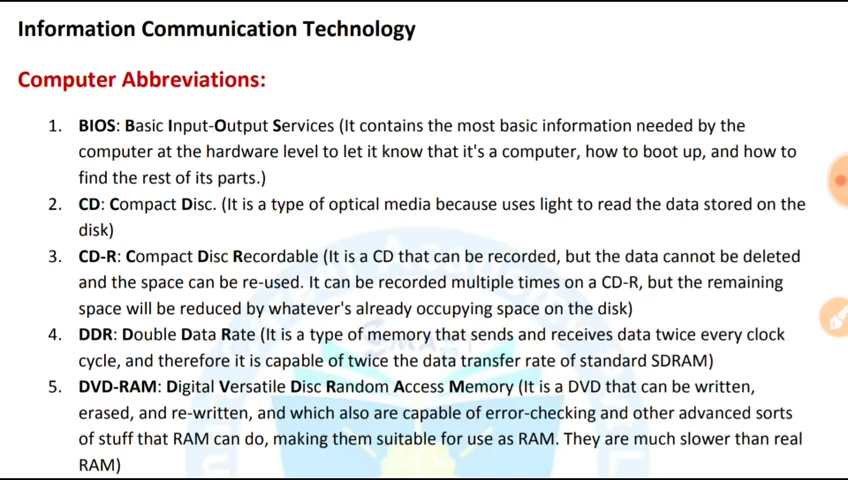 Information Communication Technology
Computer Abbreviations:
1. BIOS: Basic Input-Output Services (It contains the most basic information needed by the
computer at the hardware level to let it know that it's a computer, how to boot up, and how to
find the rest of its parts.)
2. CD: Compact Disc. (It is a type of optical media because uses light to read the data stored on the
disk)
3. CD-R: Compact Disc Recordable (It is a CD that can be recorded, but the data cannot be deleted
and the space can be re-used. It can be recorded multiple times on a CD-R, but the remaining
space will be reduced by whatever's already occupying space on the disk)
4. DDR: Double Data Rate (It is a type of memory that sends and receives data twice every clock
cycle, and therefore it is capable of twice the data transfer rate of standard SDRAM)
5. DVD-RAM: Digital Versatile Disc Random Access Memory (It is a DVD that can be written,
erased, and re-written, and which also are capable of error-checking and other advanced sorts
of stuff that RAM can do, making them suitable for use as RAM. They are much slower than real
RAM)